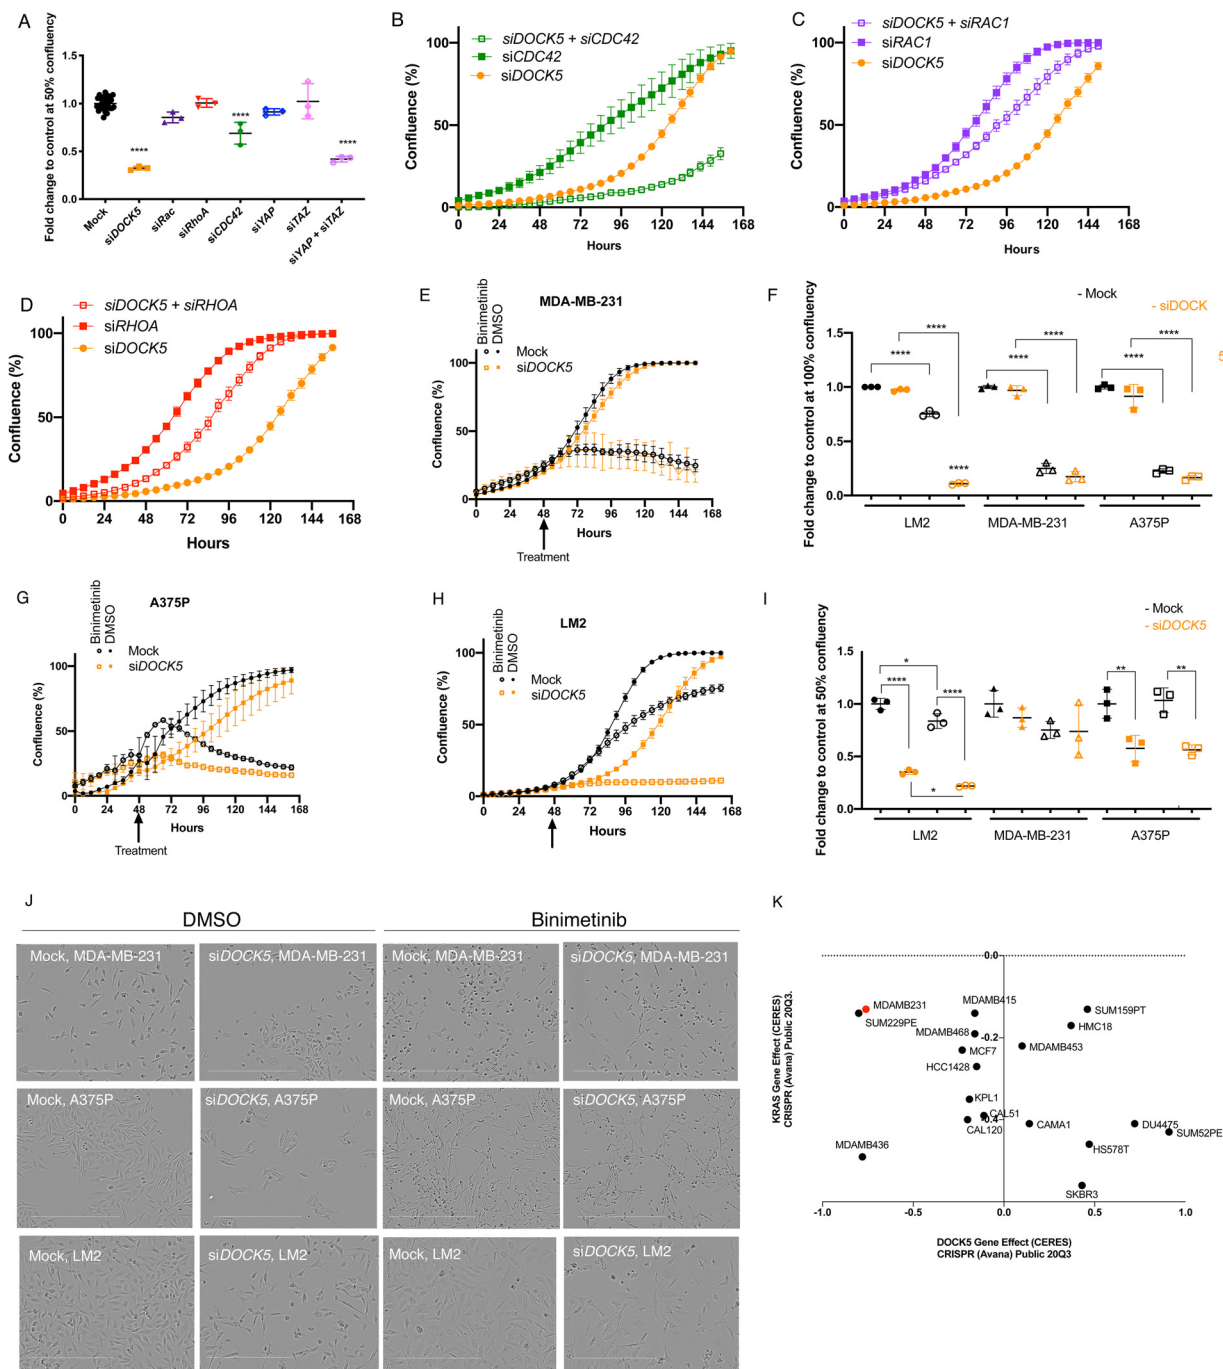 A
Fold change to control at 50% confluency
1.5
1.0
0.5
0.0
****
****
****
Mock
siDOCK5
siRac
siRhoA
siCDC42
siYAP
siTAZ
siYAP + siTAZ
B
siDOCK5 + siCDC42
siCDC42
siDOCK5
Confluence (%)
100
50
0
0 24 48 72 96 120 144 168
Hours
C
siDOCK5 + siRAC1
siRAC1
siDOCK5
Confluence (%)
100
50
0
0 24 48 72 96 120 144 168
Hours
D
siDOCK5 + siRHOA
siRHOA
siDOCK5
Confluence (%)
100
50
0
0 24 48 72 96 120 144 168
Hours
E
MDA-MB-231
Binimetinib
DMSO
Mock
siDOCK5
Confluence (%)
100
50
0
0 24 48 72 96 120 144 168
Hours
Treatment
F
- Mock
- siDOCK
5
Fold change to control at 100% confluency
1.5
1.0
0.5
0.0
****
****
****
****
****
****
****
LM2
MDA-MB-231
A375P
G
A375P
Binimetinib
DMSO
Mock
siDOCK5
Confluence (%)
100
50
0
0 24 48 72 96 120 144 168
Hours
Treatment
H
LM2
Binimetinib
DMSO
Mock
siDOCK5
Confluence (%)
100
50
0
0 24 48 72 96 120 144 168
Hours
I
- Mock
- siDOCK5
Fold change to control at 50% confluency
1.5
1.0
0.5
0.0
*
****
****
*
**
**
LM2
MDA-MB-231
A375P
J
DMSO
Binimetinib
Mock, MDA-MB-231
siDOCK5, MDA-MB-231
Mock, MDA-MB-231
siDOCK5, MDA-MB-231
Mock, A375P
siDOCK5, A375P
Mock, A375P
siDOCK5, A375P
Mock, LM2
siDOCK5, LM2
Mock, LM2
siDOCK5, LM2
K
KRAS Gene Effect (CERES)
CRISPR (Avana) Public 20Q3.
0.0
-0.2
-0.4
MDAMB231
SUM229PE
MDAMB415
SUM159PT
HMC18
MDAMB468
MCF7
MDAMB453
HCC1428
KPL1
CAL51
CAL120
CAMA1
DU4475
SUM52PE
MDAMB436
HS578T
SKBR3
-1.0 -0.5 0.0 0.5 1.0
DOCK5 Gene Effect (CERES)
CRISPR (Avana) Public 20Q3